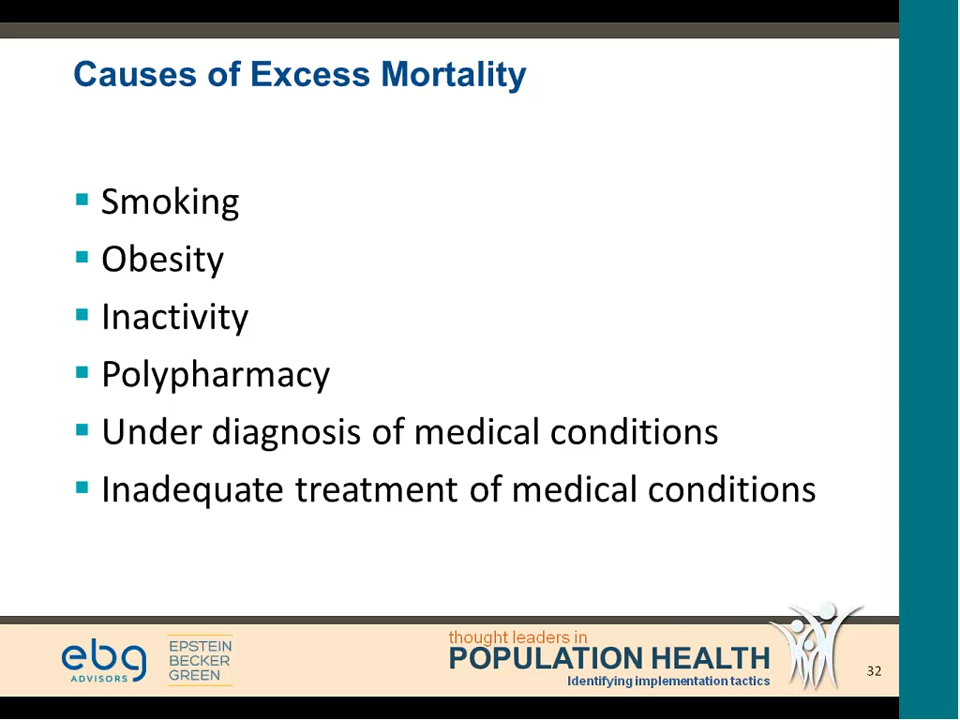 Causes of Excess Mortality
Smoking
Obesity
Inactivity
Polypharmacy
Under diagnosis of medical conditions
Inadequate treatment of medical conditions
ebg
ADVISORS
EPSTEIN
BECKER
GREEN
thought leaders in
POPULATION HEALTH
Identifying implementation tactics
32